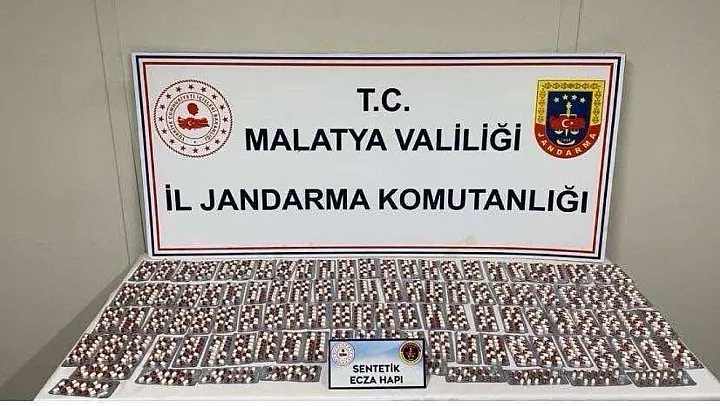 T.C.
MALATYA VALİLİĞİ
İL JANDARMA KOMUTANLIĞI
JANDARMA
SENTETİK
ECZA HAPI